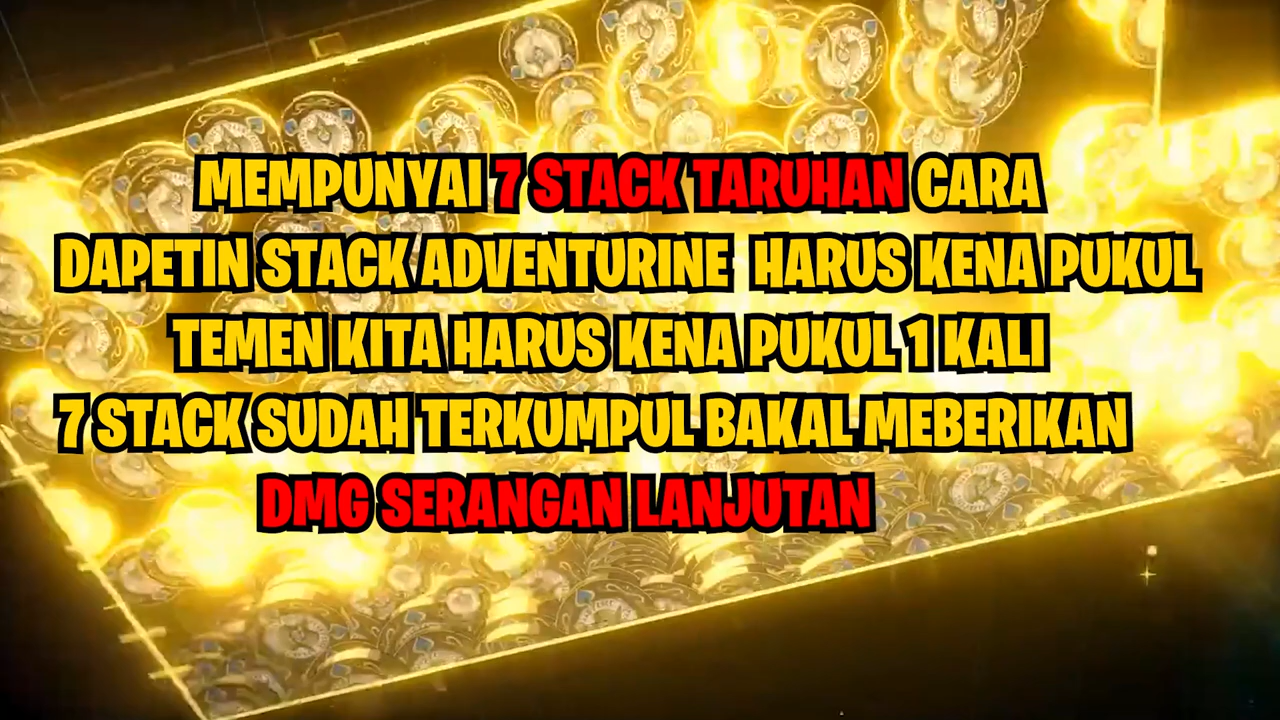 MEMPUNYAI 7 STACK TARUHAN CARA
DAPETIN STACK ADVENTURINE HARUS KENA PUKUL
TEMEN KITA HARUS KENA PUKUL 1 KALI
7 STACK SUDAH TERKUMPUL BAKAL MEBERIKAN
DMG SERANGAN LANJUTAN